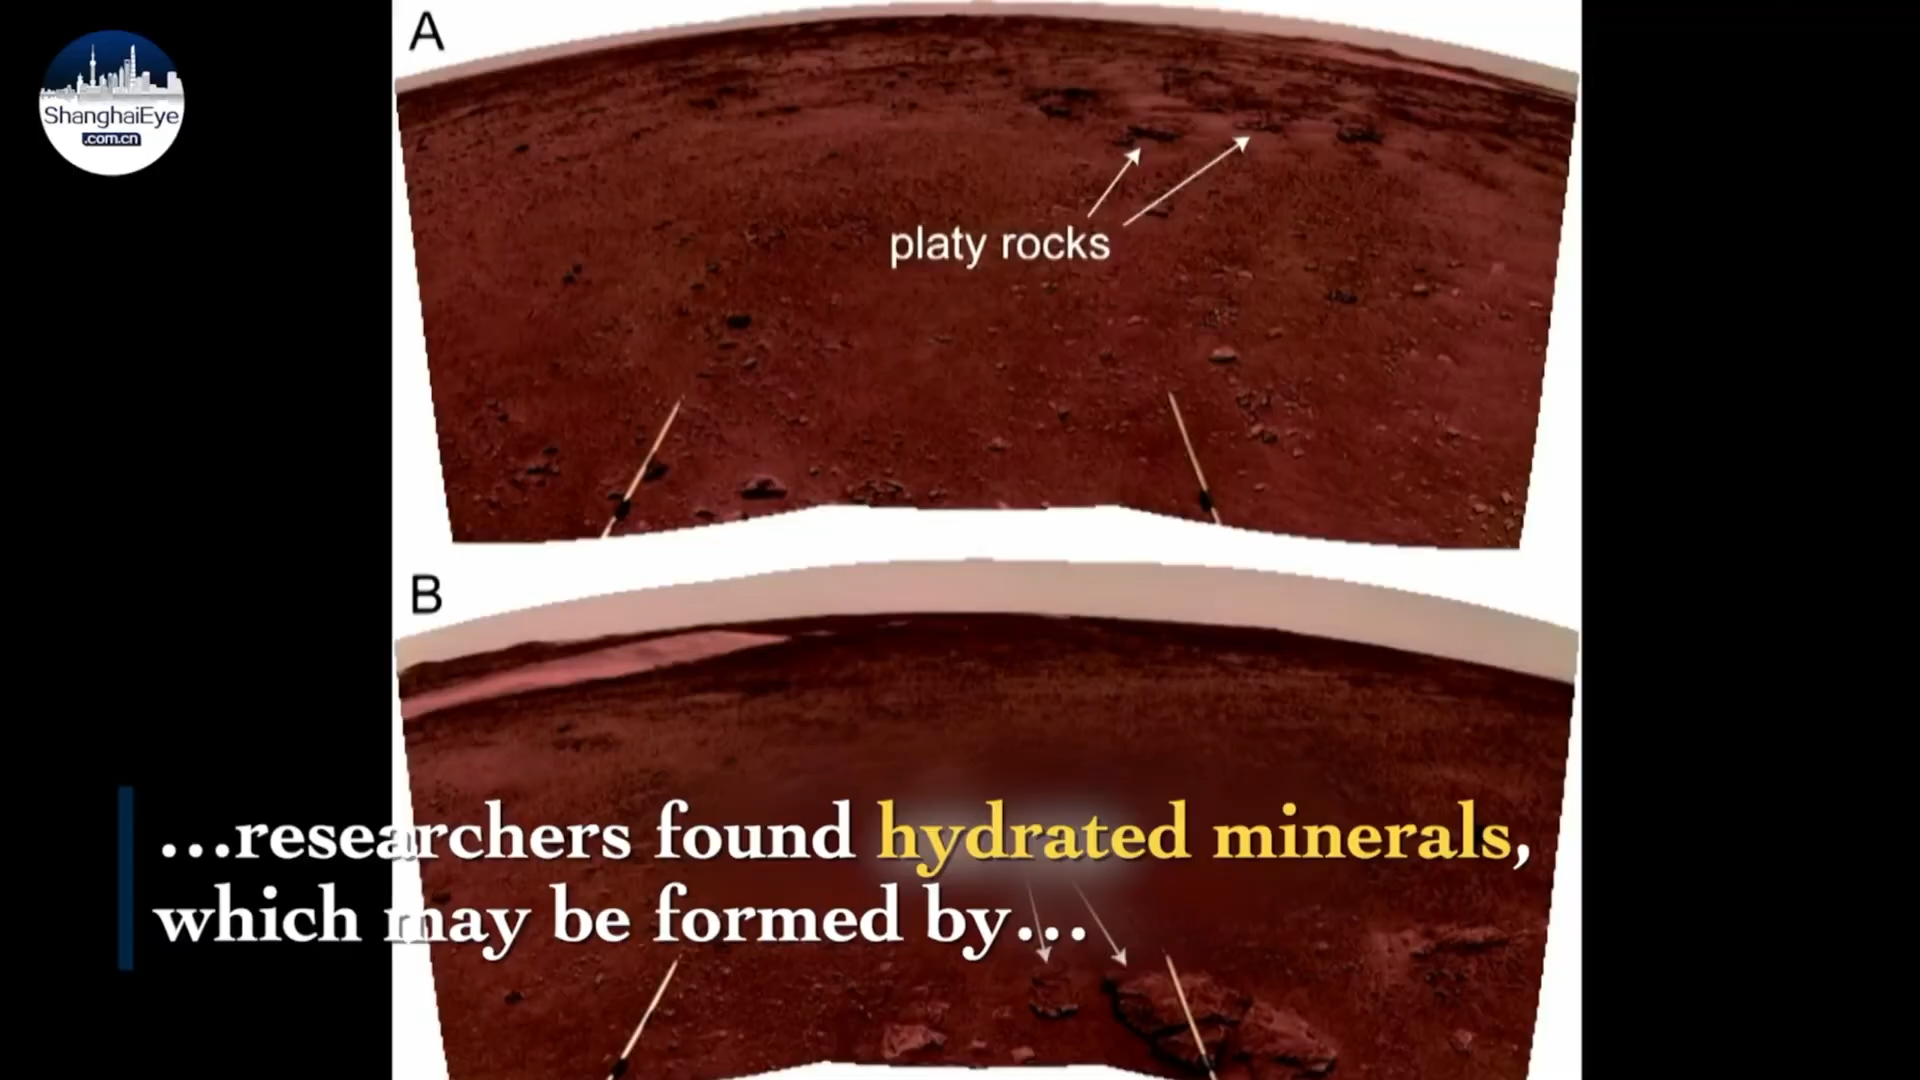 ShanghaiEye
.com.cn
A
platy rocks
B
...researchers found hydrated minerals,
which may be formed by...